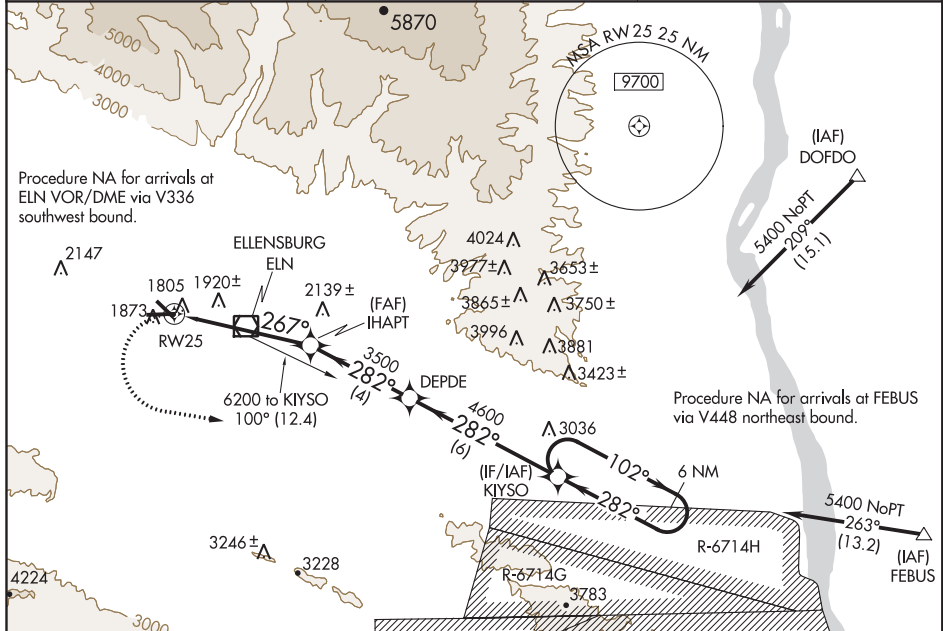 5870
5000
4000
3000
MSA RW25 25 NM
9700
(IAF)
DOFDO
5400 NoPT
209°
(15.1)
Procedure NA for arrivals at
ELN VOR/DME via V336
southwest bound.
2147
ELLENSBURG
ELN
4024
3977±
3653±
3865±
3750±
3996
3881
3423±
1805
1920±
1873
RW25
267°
2139±
(FAF)
IHAPT
3500
282°
(4)
DEPDE
6200 to KIYSO
100° (12.4)
4600
282°
(6)
Procedure NA for arrivals at FEBUS
via V448 northeast bound.
3036
(IF/IAF)
KIYSO
102°
6 NM
282°
5400 NoPT
263°
(13.2)
(IAF)
FEBUS
R-6714H
R-6714G
3783
3246±
3228
4224
3000